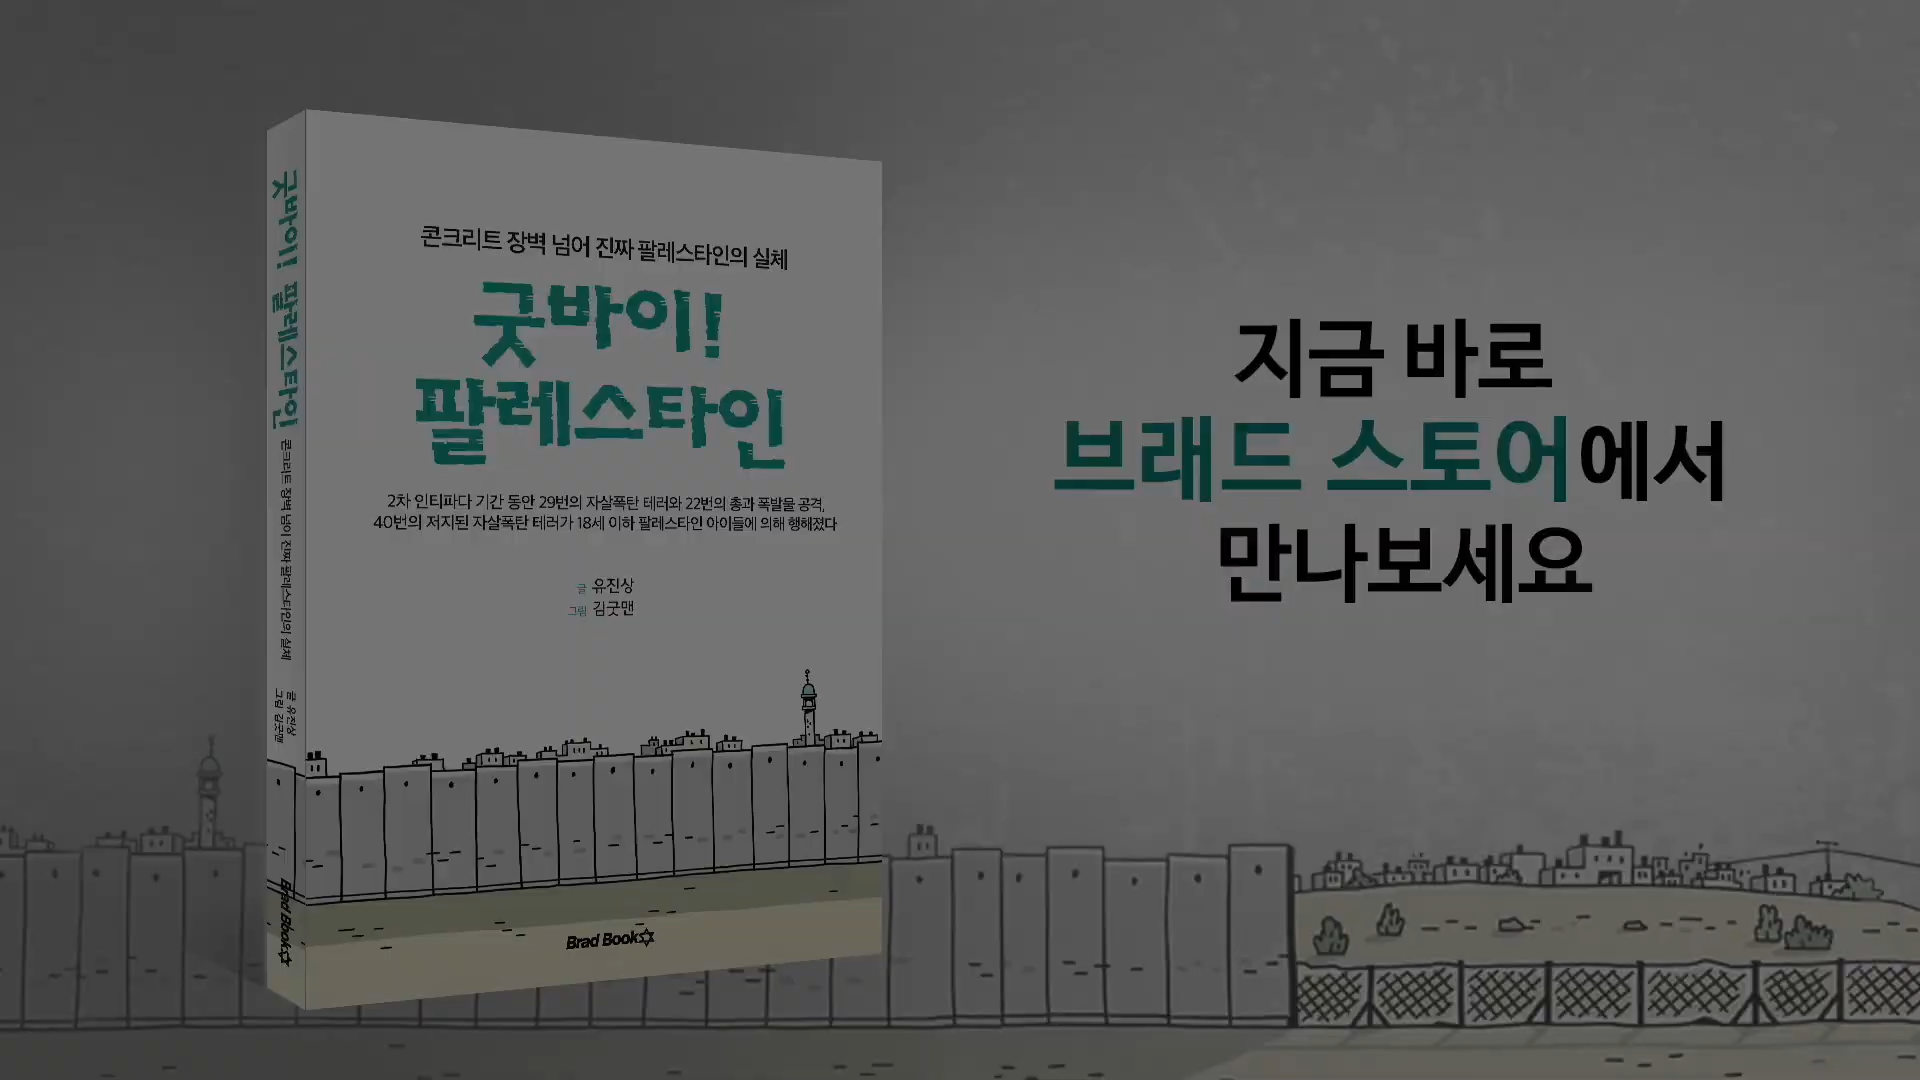 굿바이! 팔레스타인 콘크리트 장벽 넘어 진짜 팔레스타인의 실체
글 유진상
그림 김굿맨
Brad Books
콘크리트 장벽 넘어 진짜 팔레스타인의 실체
굿바이!
팔레스타인
2차 인티파다 기간 동안 29번의 자살폭탄 테러와 22번의 총과 폭발물 공격,
40번의 저지된 자살폭탄 테러가 18세 이하 팔레스타인 아이들에 의해 행해졌다
글 유진상
그림 김굿맨
Brad Books
지금 바로
브래드 스토어에서
만나보세요